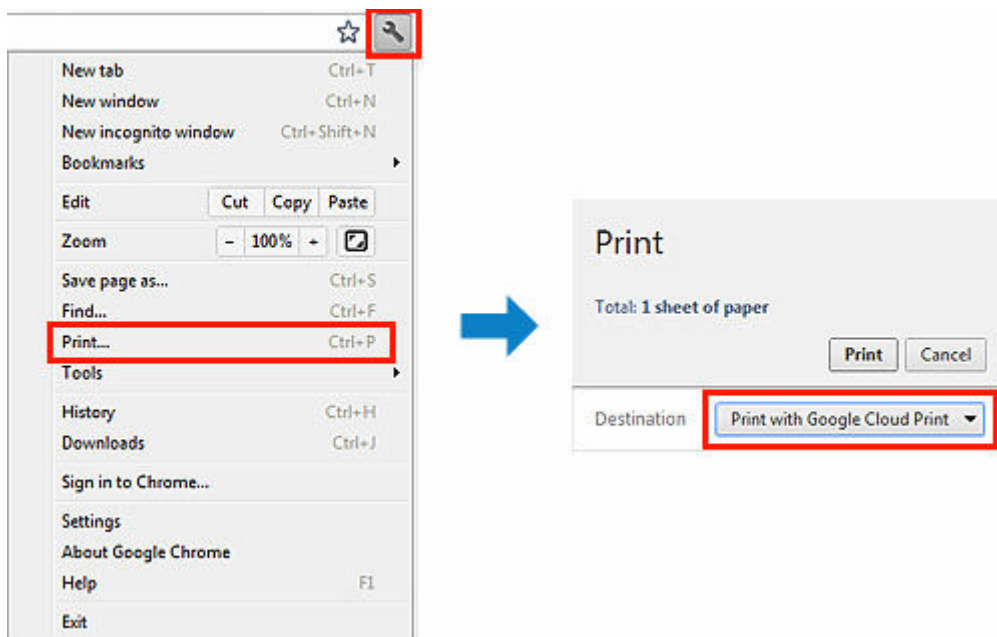 New tab Ctrl+T
New window Ctrl+N
New incognito window Ctrl+Shift+N
Bookmarks
Edit Cut Copy Paste
Zoom - 100% +
Save page as... Ctrl+S
Find... Ctrl+F
Print... Ctrl+P
Tools
History Ctrl+H
Downloads Ctrl+J
Sign in to Chrome...
Settings
About Google Chrome
Help F1
Exit
Print
Total: 1 sheet of paper
Print Cancel
Destination Print with Google Cloud Print